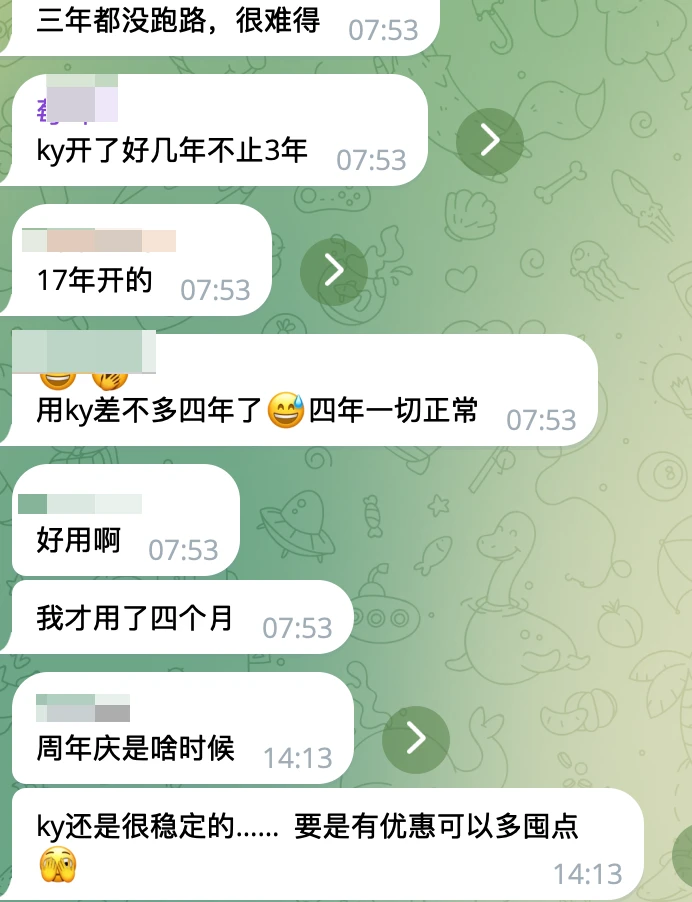 三年都没跑路，很难得 07:53
ky开了好几年不止3年 07:53
17年开的 07:53
用ky差不多四年了😅四年一切正常 07:53
好用啊 07:53
我才用了四个月 07:53
周年庆是啥时候 14:13
ky还是很稳定的...... 要是有优惠可以多囤点
🫣 14:13